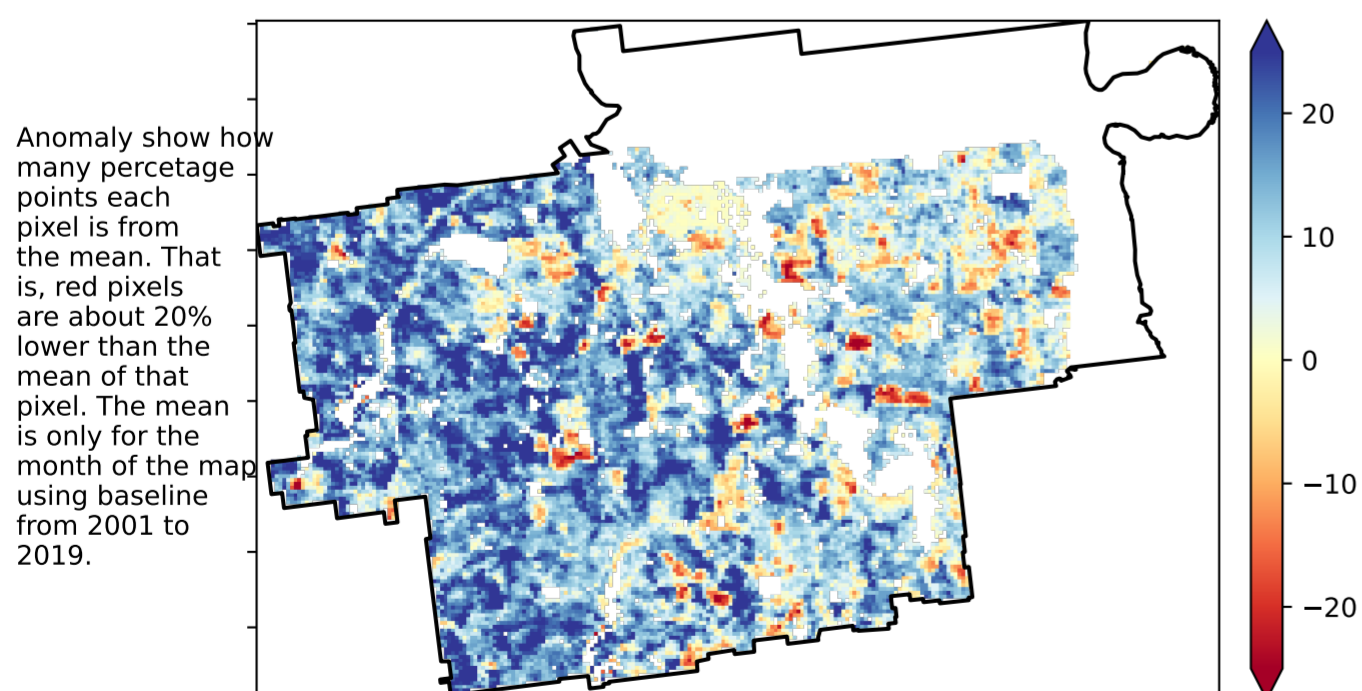 Anomaly show how
many percetage
points each
pixel is from
the mean. That
is, red pixels
are about 20%
lower than the
mean of that
pixel. The mean
is only for the
month of the map
using baseline
from 2001 to
2019.
20
10
0
−10
−20